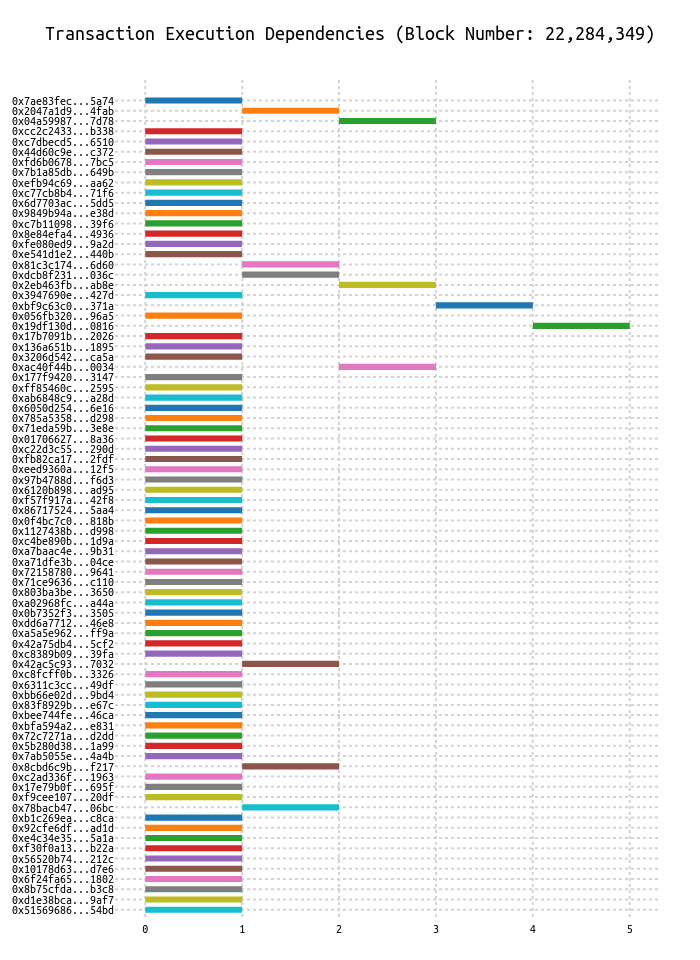 Transaction Execution Dependencies (Block Number: 22,284,349)
0x7ae83fec...5a74
0x2047a1d9...4fab
0x04a59987...7d78
0xcc2c2433...b338
0xc7dbecd5...6510
0x44d60c9e...c372
0xfd6b0678...7bc5
0x7b1a85db...649b
0xefb94c69...aa62
0xc77cb8b4...71f6
0x6d7703ac...5dd5
0x9849b94a...e38d
0xc7b11098...39f6
0x8e84efa4...4936
0xfe080ed9...9a2d
0xe541d1e2...440b
0x81c3c174...6d60
0xdcb8f231...036c
0x2eb463fb...ab8e
0x3947690e...427d
0xbf9c63c0...371a
0x056fb320...96a5
0x19df130d...0816
0x17b7091b...2026
0x136a651b...1895
0x3206d542...ca5a
0xac40f44b...0034
0x177f9420...3147
0xff85460c...2595
0xab6848c9...a28d
0x6050d254...6e16
0x785a5358...d298
0x71eda59b...3e8e
0x01706627...8a36
0xc22d3c55...290d
0xfb82ca17...2fdf
0xeed9360a...12f5
0x97b4788d...f6d3
0x6120b898...ad95
0xf57f917a...42f8
0x86717524...5aa4
0x0f4bc7c0...818b
0x1127438b...d998
0xc4be890b...1d9a
0xa7baac4e...9b31
0xa71dfe3b...04ce
0x72158780...9641
0x71ce9636...c110
0x803ba3be...3650
0xa02968fc...a44a
0x0b7352f3...3505
0xdd6a7712...46e8
0xa5a5e962...ff9a
0x42a75db4...5cf2
0xc8389b09...39fa
0x42ac5c93...7032
0xc8fcff0b...3326
0x6311c3cc...49df
0xbb66e02d...9bd4
0x83f8929b...e67c
0xbee744fe...46ca
0xbfa594a2...e831
0x72c7271a...d2dd
0x5b280d38...1a99
0x7ab5055e...4a4b
0x8cbd6c9b...f217
0xc2ad336f...1963
0x17e79b0f...695f
0xf9cee107...20df
0x78bacb47...06bc
0xb1c269ea...c8ca
0x92cfe6df...ad1d
0xe4c34e35...5a1a
0xf30f0a13...b22a
0x56520b74...212c
0x10178d63...d7e6
0x6f24fa65...1802
0x8b75cfda...b3c8
0xd1e38bca...9af7
0x51569686...54bd
0 1 2 3 4 5